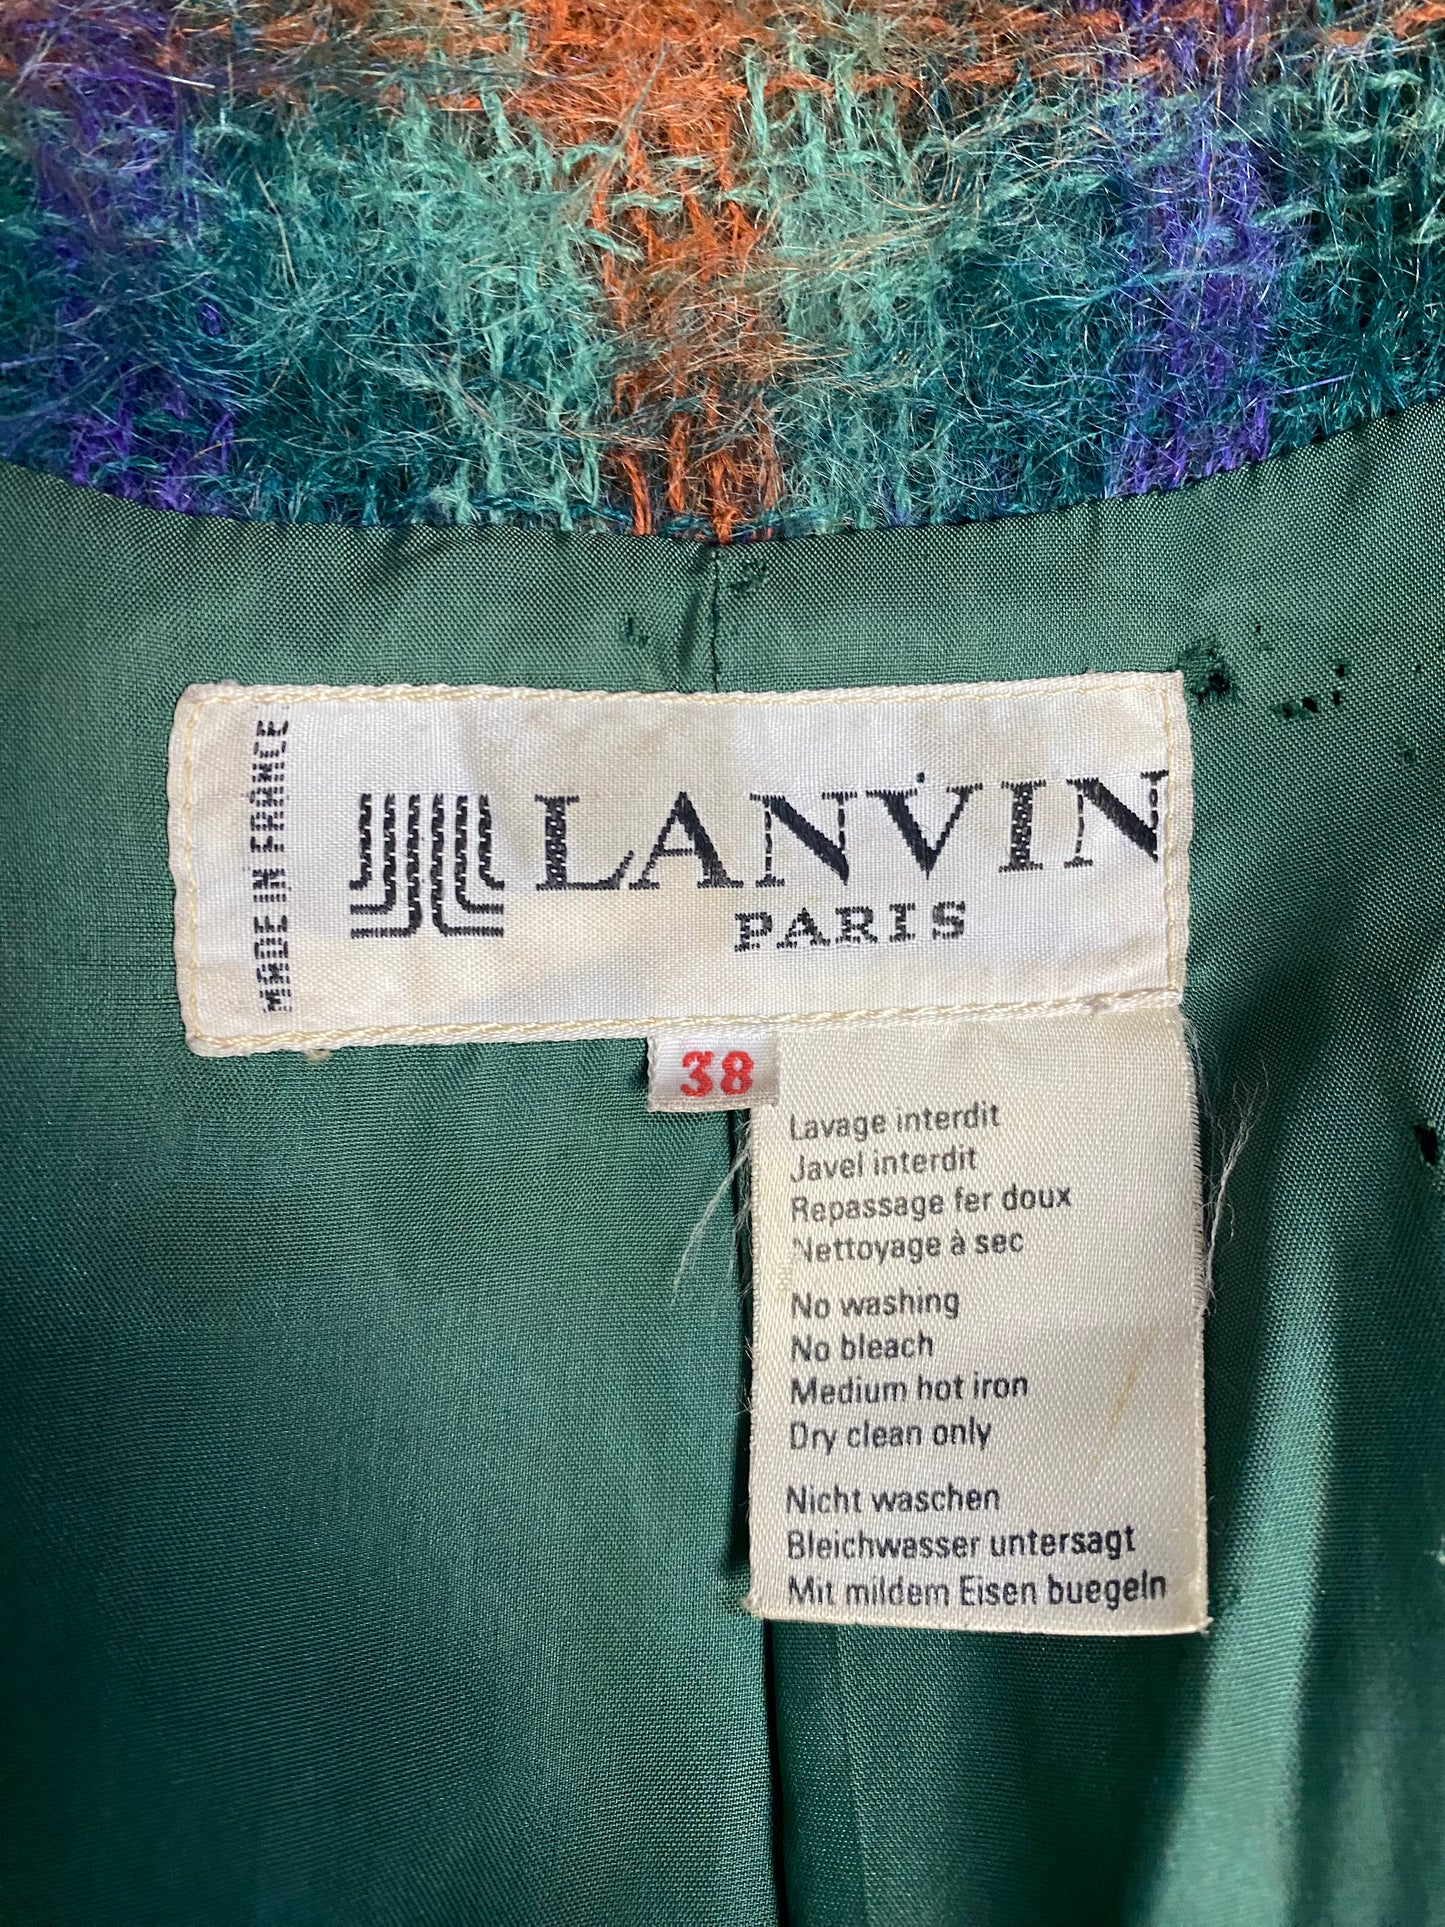 MADE IN FRANCE
LANVIN
PARIS
38
Lavage interdit
Javel interdit
Repassage fer doux
Nettoyage à sec
No washing
No bleach
Medium hot iron
Dry clean only
Nicht waschen
Bleichwasser untersagt
Mit mildem Eisen buegeln